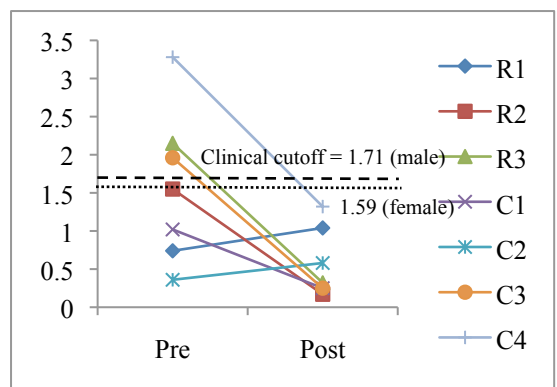 3.5
3
2.5
2
1.5
1
0.5
0
Clinical cutoff = 1.71 (male)
1.59 (female)
Pre
Post
R1
R2
R3
C1
C2
C3
C4